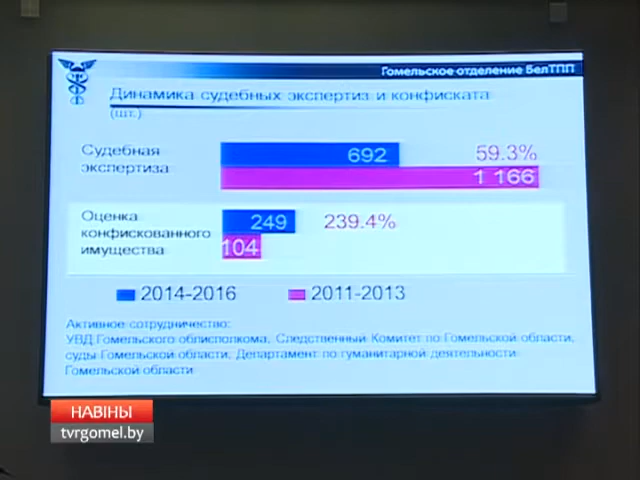 Гомельское отделение БелТПП
Динамика судебных экспертиз и конфиската
(шт.)
Судебная
экспертиза
692
59.3%
1 166
Оценка
конфискованного
имущества
249
239.4%
104
2014-2016
2011-2013
Активное сотрудничество:
УВД Гомельского облисполкома, Следственный Комитет по Гомельской области,
суды Гомельской области, Департамент по гуманитарной деятельности
Гомельской области
НАВІНЫ
tvrgomel.by